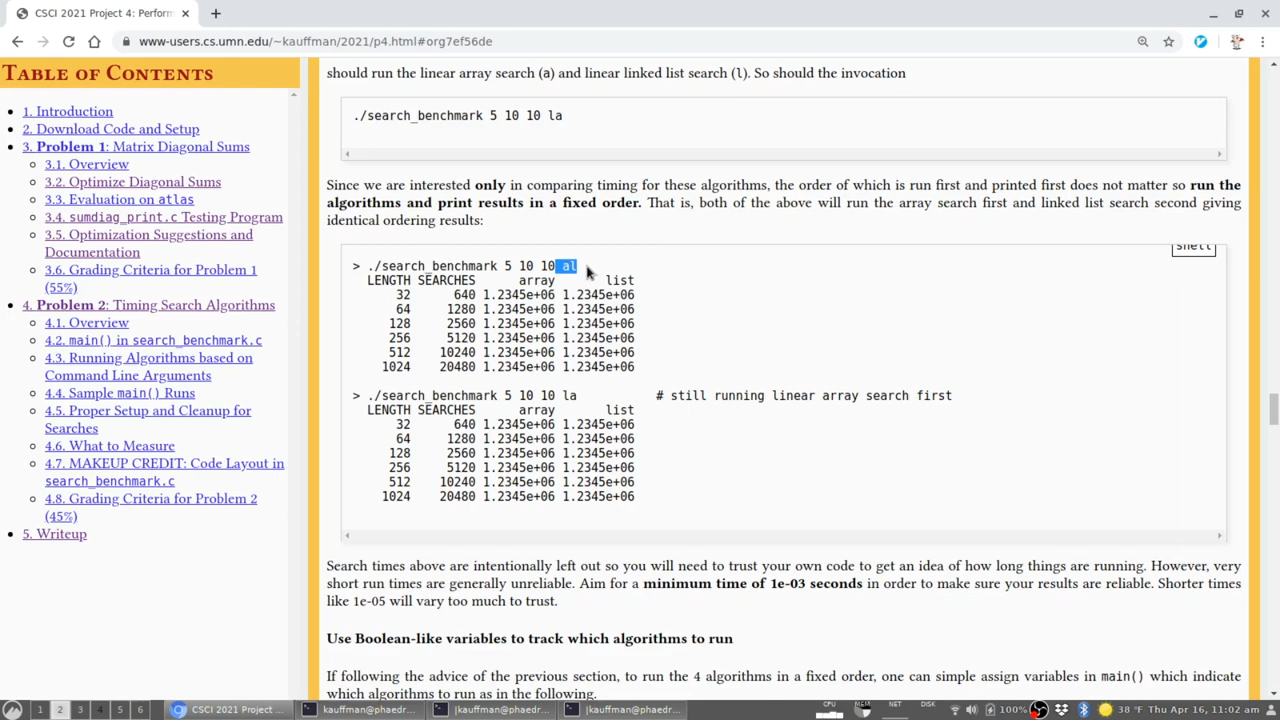 CSCI 2021 Project 4: Perform
www-users.cs.umn.edu/~kauffman/2021/p4.html#org7ef56de
Table of Contents
1. Introduction
2. Download Code and Setup
3. Problem 1: Matrix Diagonal Sums
3.1. Overview
3.2. Optimize Diagonal Sums
3.3. Evaluation on atlas
3.4. sumdiag_print.c Testing Program
3.5. Optimization Suggestions and
Documentation
3.6. Grading Criteria for Problem 1
(55%)
4. Problem 2: Timing Search Algorithms
4.1. Overview
4.2. main() in search_benchmark.c
4.3. Running Algorithms based on
Command Line Arguments
4.4. Sample main() Runs
4.5. Proper Setup and Cleanup for
Searches
4.6. What to Measure
4.7. MAKEUP CREDIT: Code Layout in
search_benchmark.c
4.8. Grading Criteria for Problem 2
(45%)
5. Writeup
should run the linear array search (a) and linear linked list search (l). So should the invocation
./search_benchmark 5 10 10 la
Since we are interested only in comparing timing for these algorithms, the order of which is run first and printed first does not matter so run the
algorithms and print results in a fixed order. That is, both of the above will run the array search first and linked list search second giving
identical ordering results:
shell
> ./search_benchmark 5 10 10 al
LENGTH SEARCHES array list
32 640 1.2345e+06 1.2345e+06
64 1280 1.2345e+06 1.2345e+06
128 2560 1.2345e+06 1.2345e+06
256 5120 1.2345e+06 1.2345e+06
512 10240 1.2345e+06 1.2345e+06
1024 20480 1.2345e+06 1.2345e+06
> ./search_benchmark 5 10 10 la # still running linear array search first
LENGTH SEARCHES array list
32 640 1.2345e+06 1.2345e+06
64 1280 1.2345e+06 1.2345e+06
128 2560 1.2345e+06 1.2345e+06
256 5120 1.2345e+06 1.2345e+06
512 10240 1.2345e+06 1.2345e+06
1024 20480 1.2345e+06 1.2345e+06
Search times above are intentionally left out so you will need to trust your own code to get an idea of how long things are running. However, very
short run times are generally unreliable. Aim for a minimum time of 1e-03 seconds in order to make sure your results are reliable. Shorter times
like 1e-05 will vary too much to trust.
Use Boolean-like variables to track which algorithms to run
If following the advice of the previous section, to run the 4 algorithms in a fixed order, one can simple assign variables in main() which indicate
which algorithms to run as in the following.
1 2 3 4 5 6 CSCI 2021 Project ... kauffman@phaedr... |kauffman@phaedr... |kauffman@phaedr... CPU MEM NET DISK 100% 38 °F Thu Apr 16, 11:02 am